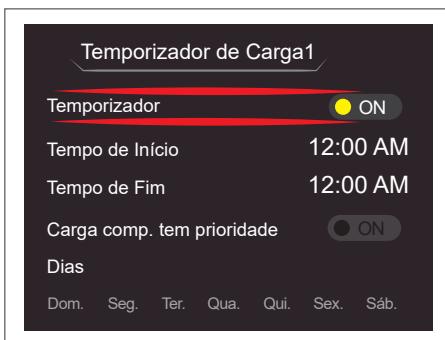 Temporizador de Carga1
Temporizador ON
Tempo de Início 12:00 AM
Tempo de Fim 12:00 AM
Carga comp. tem prioridade ON
Dias
Dom. Seg. Ter. Qua. Qui. Sex. Sáb.